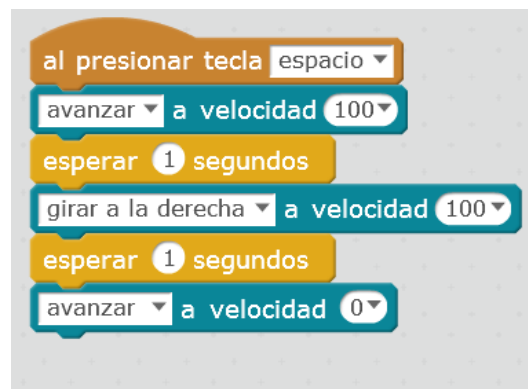 al presionar tecla espacio
avanzar a velocidad 100
esperar 1 segundos
girar a la derecha a velocidad 100
esperar 1 segundos
avanzar a velocidad 0